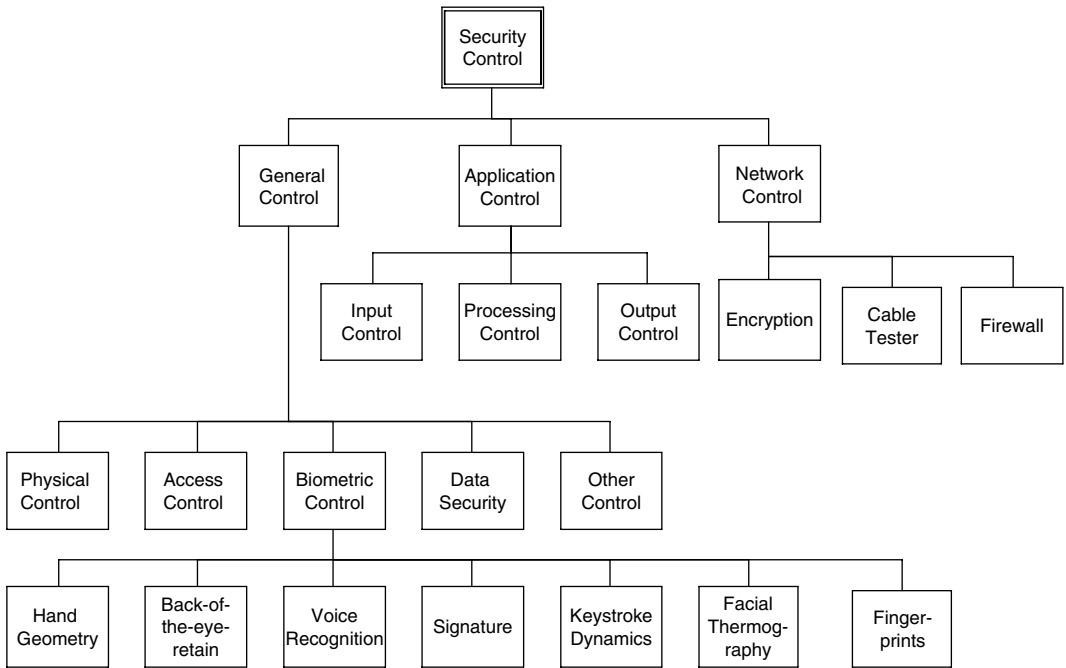 Security
Control
General
Control
Application
Control
Network
Control
Input
Control
Processing
Control
Output
Control
Encryption
Cable
Tester
Firewall
Physical
Control
Access
Control
Biometric
Control
Data
Security
Other
Control
Hand
Geometry
Back-of-
the-eye-
retain
Voice
Recognition
Signature
Keystroke
Dynamics
Facial
Thermog-
raphy
Finger-
prints